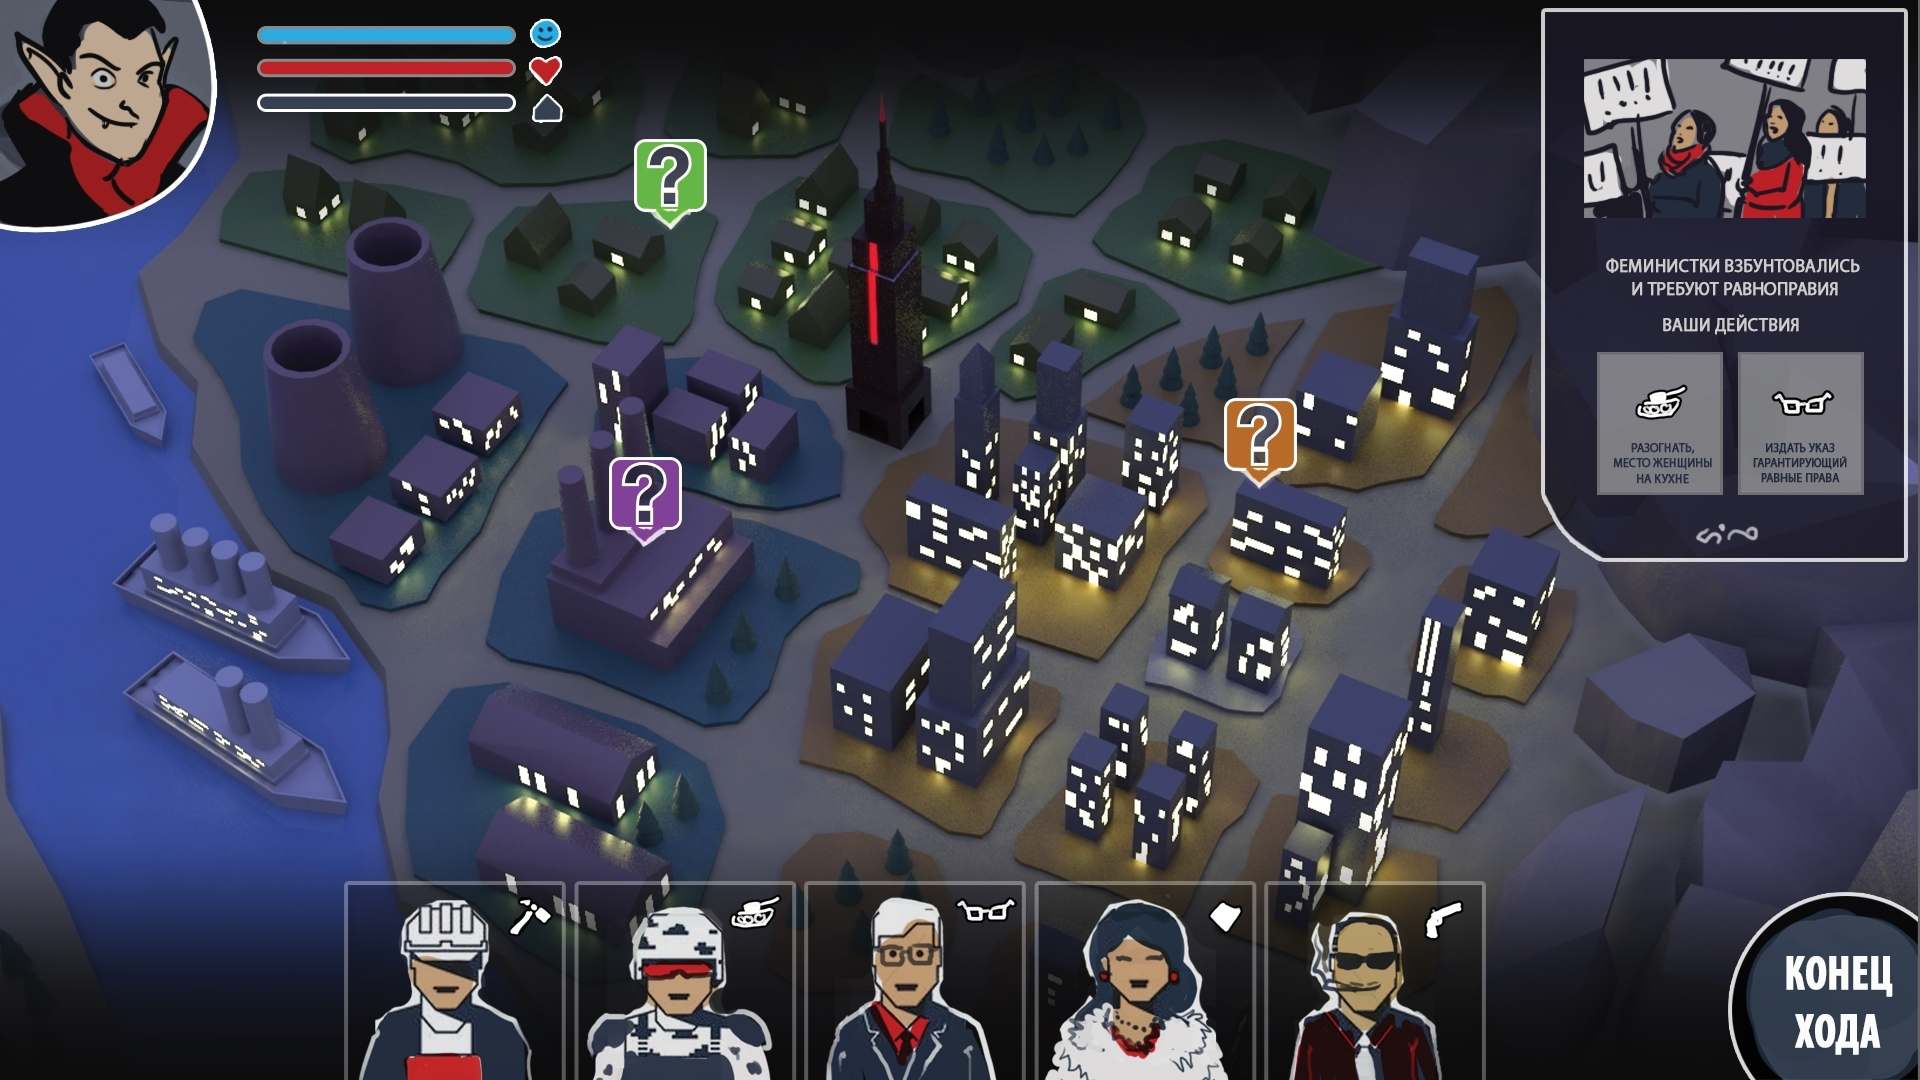 ?
?
?
ФЕМИНИСТКИ ВЗБУНТОВАЛИСЬ
И ТРЕБУЮТ РАВНОПРАВИЯ
ВАШИ ДЕЙСТВИЯ
РАЗОГНАТЬ,
МЕСТО ЖЕНЩИНЫ
НА КУХНЕ
ИЗДАТЬ УКАЗ
ГАРАНТИРУЮЩИЙ
РАВНЫЕ ПРАВА
КОНЕЦ
ХОДА